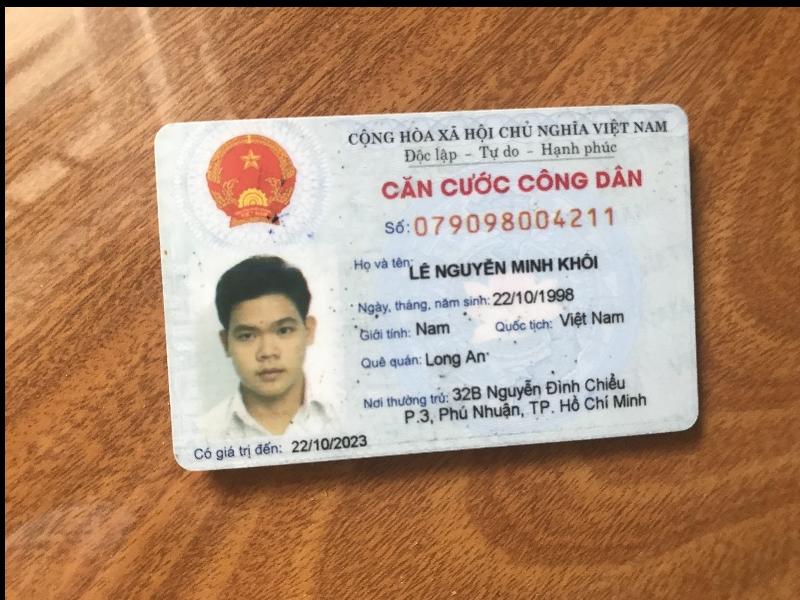 CỘNG HÒA XÃ HỘI CHỦ NGHĨA VIỆT NAM
Độc lập - Tự do - Hạnh phúc
CĂN CƯỚC CÔNG DÂN
Số: 079098004211
Họ và tên: LÊ NGUYỄN MINH KHÔI
Ngày, tháng, năm sinh: 22/10/1998
Giới tính: Nam Quốc tịch: Việt Nam
Quê quán: Long An
Nơi thường trú: 32B Nguyễn Đình Chiểu
P.3, Phú Nhuận, TP. Hồ Chí Minh
Có giá trị đến: 22/10/2023